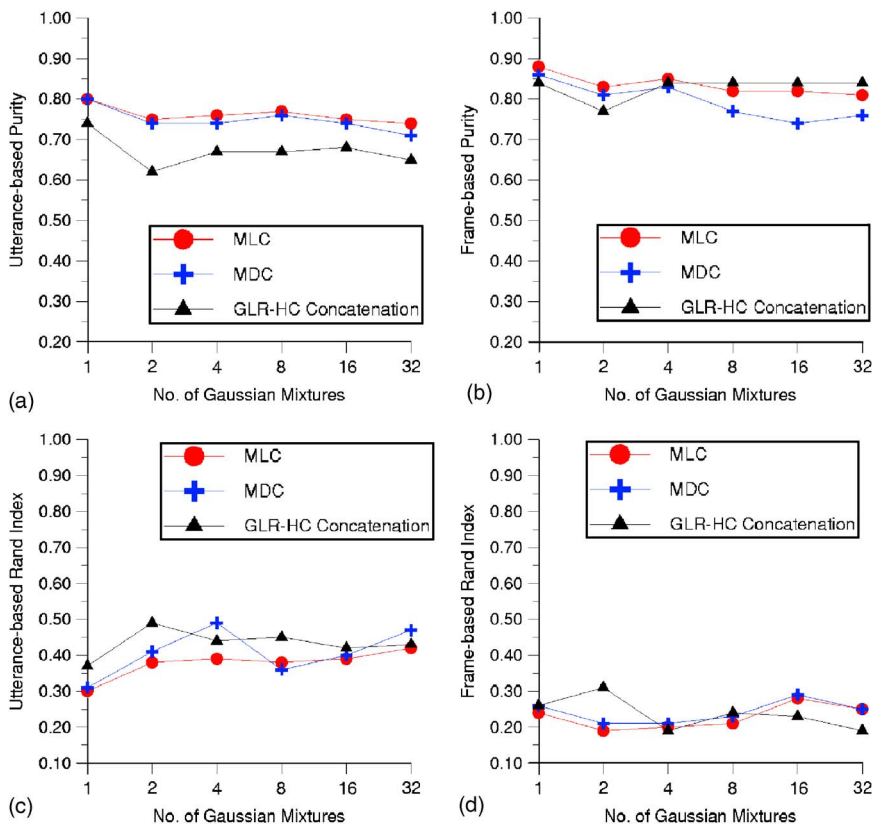 1.00
0.90
0.80
0.70
0.60
0.50
0.40
0.30
0.20
Utterance-based Purity
MLC
MDC
GLR-HC Concatenation
1 2 4 8 16 32
No. of Gaussian Mixtures
(a)
1.00
0.90
0.80
0.70
0.60
0.50
0.40
0.30
0.20
Frame-based Purity
MLC
MDC
GLR-HC Concatenation
1 2 4 8 16 32
No. of Gaussian Mixtures
(b)
1.00
0.90
0.80
0.70
0.60
0.50
0.40
0.30
0.20
0.10
Utterance-based Rand Index
MLC
MDC
GLR-HC Concatenation
1 2 4 8 16 32
No. of Gaussian Mixtures
(c)
1.00
0.90
0.80
0.70
0.60
0.50
0.40
0.30
0.20
0.10
Frame-based Rand Index
MLC
MDC
GLR-HC Concatenation
1 2 4 8 16 32
No. of Gaussian Mixtures
(d)